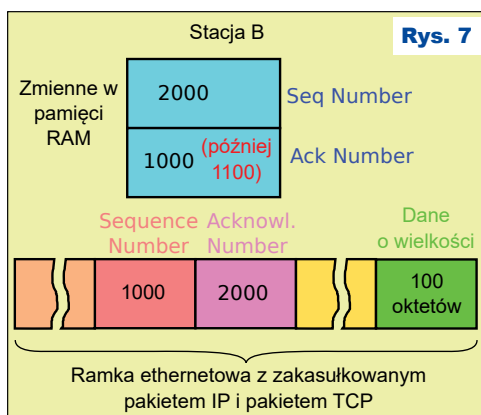 Stacja B
Rys. 7
Zmienne w
pamięci
RAM
2000
Seq Number
1000
(później
1100)
Ack Number
Sequence
Number
Acknowl.
Number
Dane
o wielkości
1000
2000
100
oktetów
Ramka ethernetowa z zakasułkowanym
pakietem IP i pakietem TCP